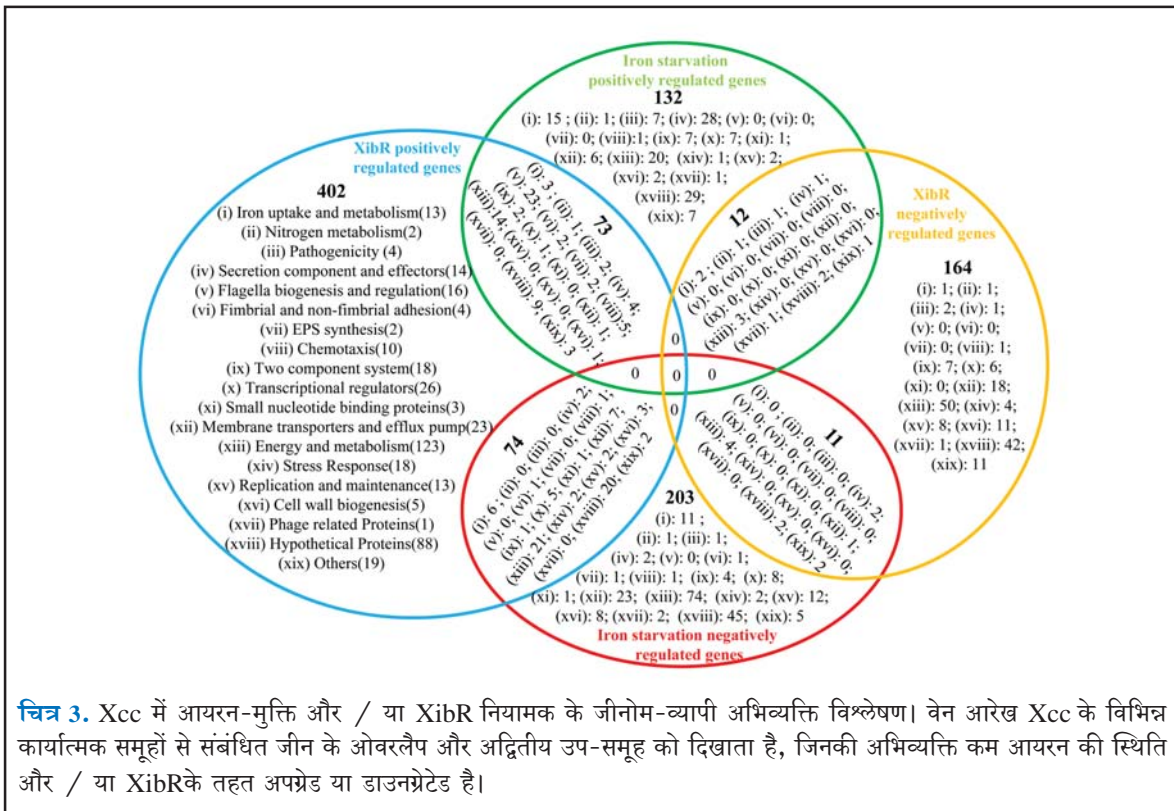 Iron starvation
positively regulated genes
132
(i): 15 ; (ii): 1; (iii): 7; (iv): 28; (v): 0; (vi): 0;
(vii): 0; (viii):1; (ix): 7; (x): 7; (xi): 1;
(xii): 6; (xiii): 20; (xiv): 1; (xv): 2;
(xvi): 2; (xvii): 1;
(xviii): 29;
(xix): 7
XibR positively
regulated genes
402
(i) Iron uptake and metabolism(13)
(ii) Nitrogen metabolism(2)
(iii) Pathogenicity (4)
(iv) Secretion component and effectors(14)
(v) Flagella biogenesis and regulation(16)
(vi) Fimbrial and non-fimbrial adhesion(4)
(vii) EPS synthesis(2)
(viii) Chemotaxis(10)
(ix) Two component system(18)
(x) Transcriptional regulators(26)
(xi) Small nucleotide binding proteins(3)
(xii) Membrane transporters and efflux pump(23)
(xiii) Energy and metabolism(123)
(xiv) Stress Response(18)
(xv) Replication and maintenance(13)
(xvi) Cell wall biogenesis(5)
(xvii) Phage related Proteins(1)
(xviii) Hypothetical Proteins(88)
(xix) Others(19)
73
(i): 3 ; (ii): 1; (iii): 2; (iv): 4;
(v): 23; (vi): 2; (vii): 2; (viii):5;
(ix): 2; (x): 1; (xi): 0; (xii): 1;
(xiii):14; (xiv): 0; (xv): 0; (xvi): 1;
(xvii): 0; (xviii): 9; (xix): 3
12
(i): 2 ; (ii): 1; (iii): 1; (iv): 1;
(v): 0; (vi): 0; (vii): 0; (viii): 0;
(ix): 0; (x): 0; (xi): 0; (xii): 0;
(xiii): 3; (xiv): 0; (xv): 0; (xvi): 0;
(xvii): 1; (xviii): 2; (xix): 1
XibR
negatively
regulated genes
164
(i): 1; (ii): 1;
(iii): 2; (iv): 1;
(v): 0; (vi): 0;
(vii): 0; (viii): 1;
(ix): 7; (x): 6;
(xi): 0; (xii): 18;
(xiii): 50; (xiv): 4;
(xv): 8; (xvi): 11;
(xvii): 1; (xviii): 42;
(xix): 11
0
0 0 0
0
74
(i): 6 ; (ii): 0; (iii): 0; (iv): 2;
(v): 0; (vi): 1; (vii): 0; (viii): 1;
(ix): 1; (x): 5; (xi): 1; (xii): 7;
(xiii): 21; (xiv): 2; (xv): 2; (xvi): 3;
(xvii): 0; (xviii): 20; (xix): 2
11
(i): 0 ; (ii): 0; (iii): 0; (iv): 2;
(v): 0; (vi): 0; (vii): 0; (viii): 0;
(ix): 0; (x): 0; (xi): 0; (xii): 1;
(xiii): 4; (xiv): 0; (xv): 0; (xvi): 0;
(xvii): 0; (xviii): 2; (xix): 2
203
(i): 11 ;
(ii): 1; (iii): 1;
(iv): 2; (v): 0; (vi): 1;
(vii): 1; (viii): 1; (ix): 4; (x): 8;
(xi): 1; (xii): 23; (xiii): 74; (xiv): 2; (xv): 12;
(xvi): 8; (xvii): 2; (xviii): 45; (xix): 5
Iron starvation negatively
regulated genes
चित्र 3. Xcc में आयरन-मुक्ति और / या XibR नियामक के जीनोम-व्यापी अभिव्यक्ति विश्लेषण। वेन आरेख Xcc के विभिन्न
कार्यात्मक समूहों से संबंधित जीन के ओवरलैप और अद्वितीय उप-समूह को दिखाता है, जिनकी अभिव्यक्ति कम आयरन की स्थिति
और / या XibRके तहत अपग्रेड या डाउनग्रेटेड है।